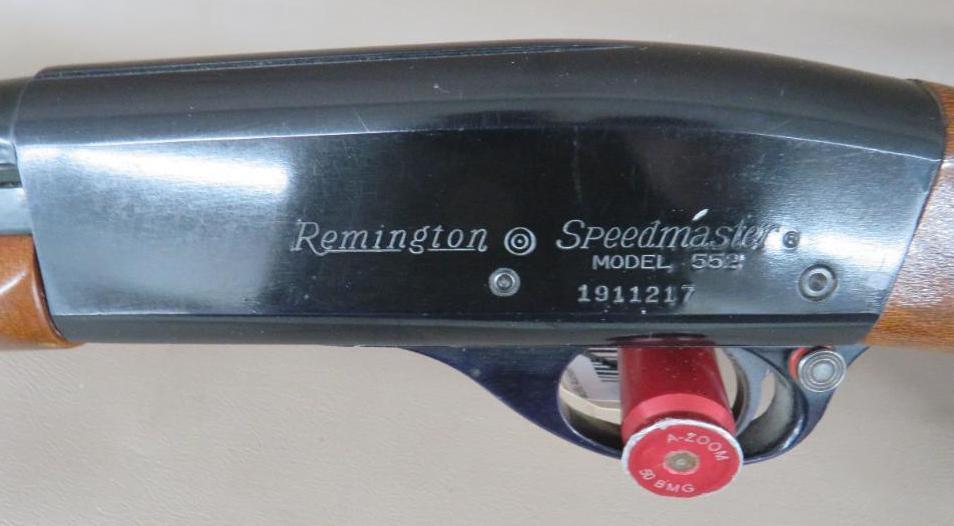 Remington Speedmaster
MODEL 552
1911217
A-ZOOM
50 BMG